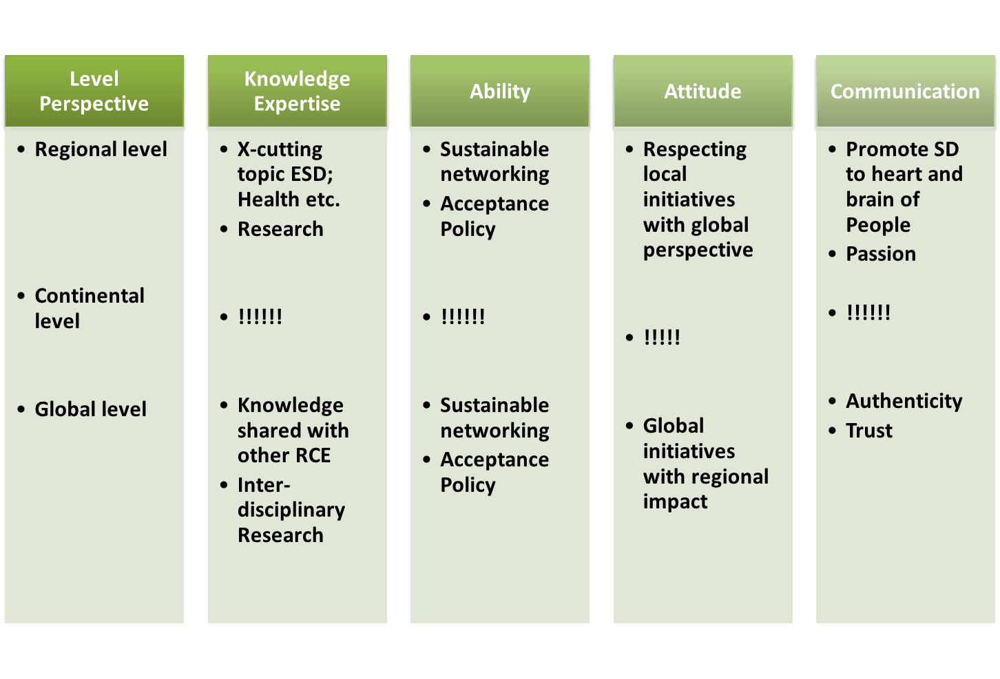 Level
Perspective
• Regional level
• Continental
level
• Global level
Knowledge
Expertise
• X-cutting
topic ESD;
Health etc.
• Research
• !!!!!!
• Knowledge
shared with
other RCE
• Inter-
disciplinary
Research
Ability
• Sustainable
networking
• Acceptance
Policy
• !!!!!!
• Sustainable
networking
• Acceptance
Policy
Attitude
• Respecting
local
initiatives
with global
perspective
• !!!!!
• Global
initiatives
with regional
impact
Communication
• Promote SD
to heart and
brain of
People
• Passion
• !!!!!!
• Authenticity
• Trust